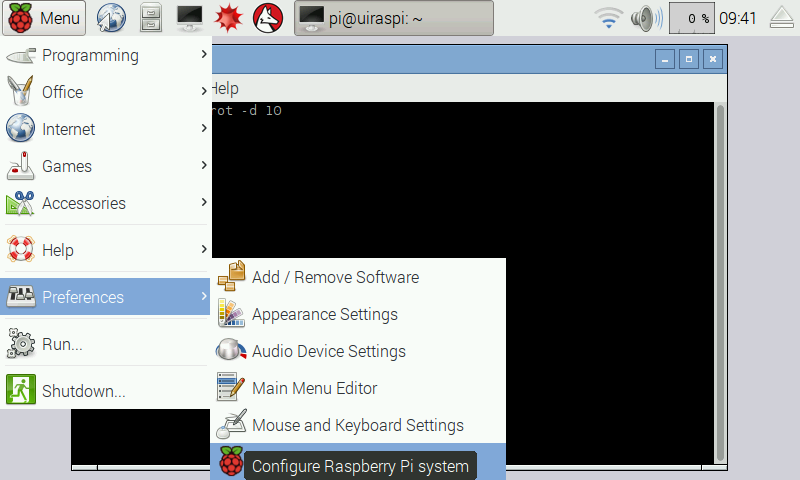 Menu
pi@uiraspi: ~
0 %
09:41
Programming
Office
Internet
Games
Accessories
Help
Preferences
Run...
Shutdown...
Help
rot -d 10
Add / Remove Software
Appearance Settings
Audio Device Settings
Main Menu Editor
Mouse and Keyboard Settings
Configure Raspberry Pi system